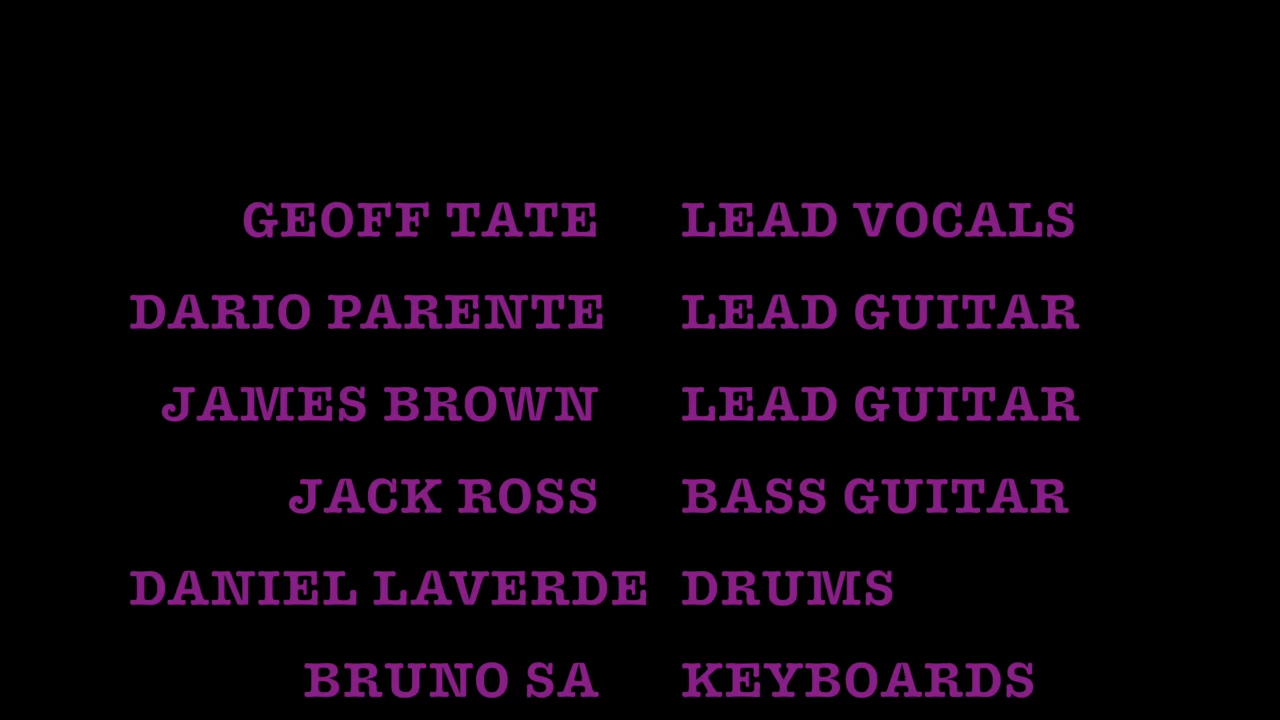 GEOFF TATE LEAD VOCALS
DARIO PARENTE LEAD GUITAR
JAMES BROWN LEAD GUITAR
JACK ROSS BASS GUITAR
DANIEL LAVERDE DRUMS
BRUNO SA KEYBOARDS